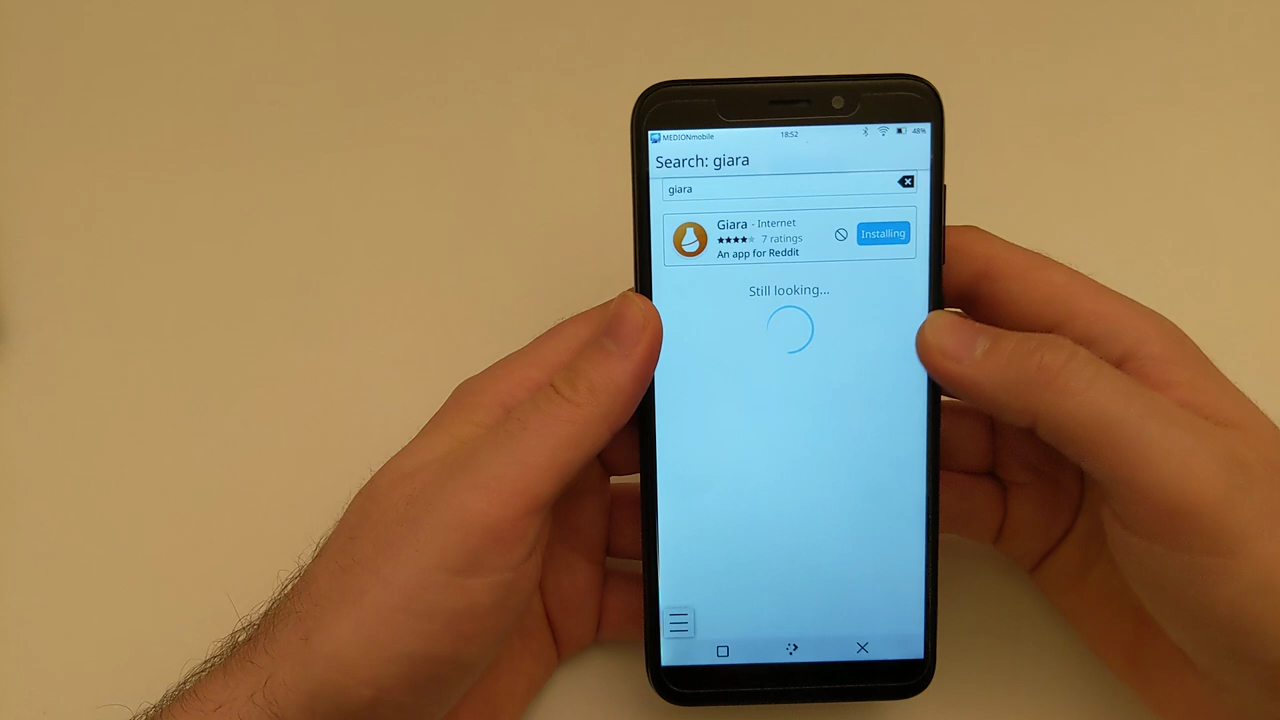 MEDIONmobile 18:52 48%
Search: giara
giara
Giara - Internet
7 ratings
Installing
An app for Reddit
Still looking...